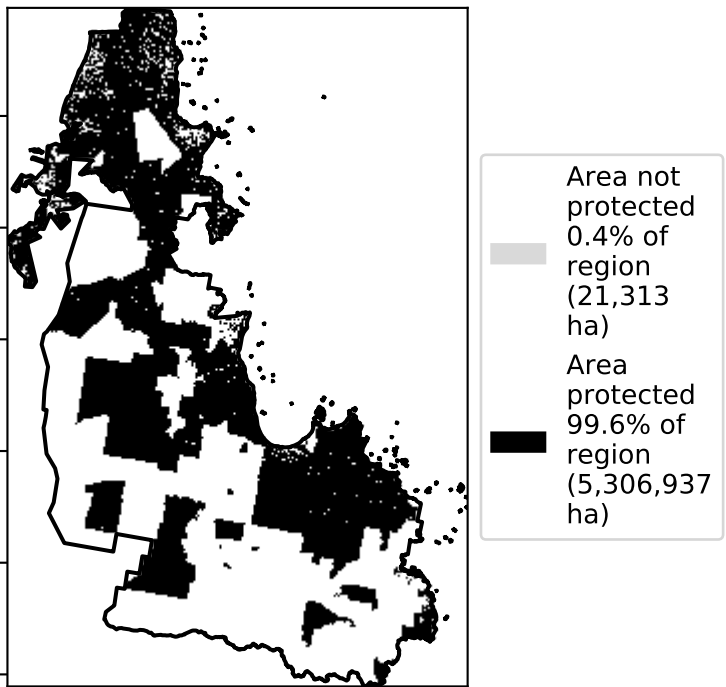 Area not
protected
0.4% of
region
(21,313
ha)
Area
protected
99.6% of
region
(5,306,937
ha)